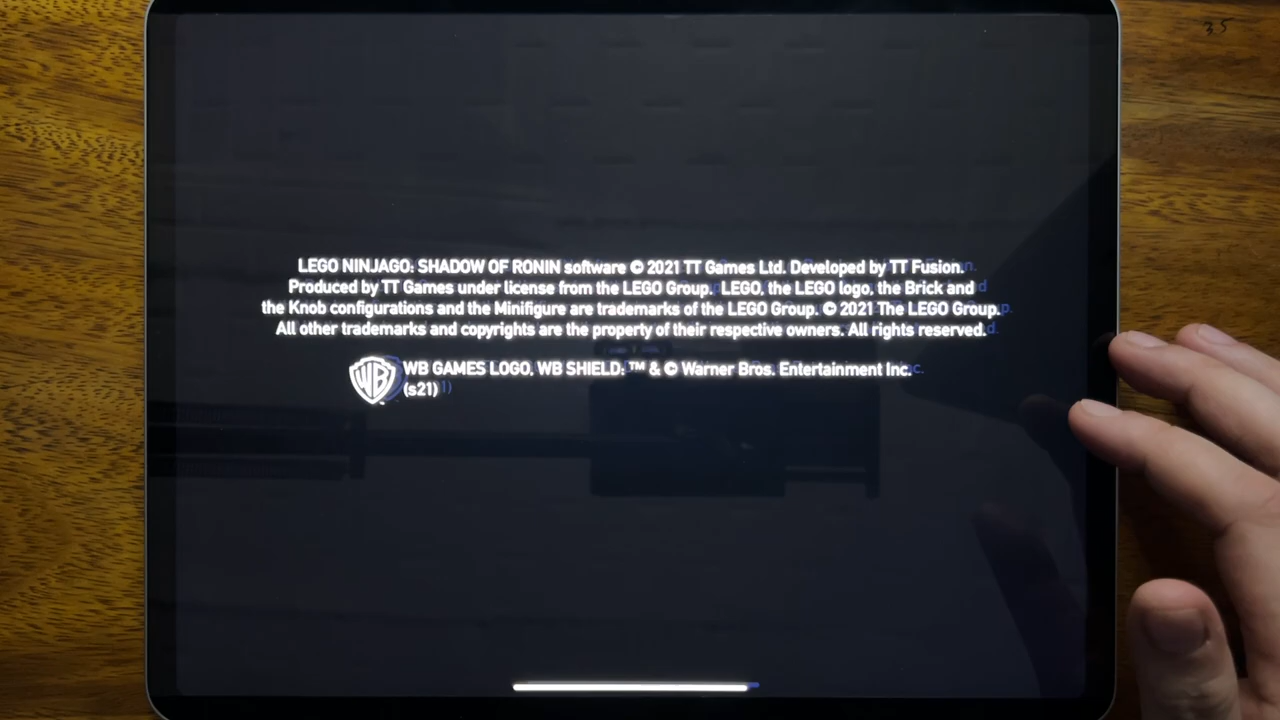 35
LEGO NINJAGO: SHADOW OF RONIN software © 2021 TT Games Ltd. Developed by TT Fusion.
Produced by TT Games under license from the LEGO Group. LEGO, the LEGO logo, the Brick and
the Knob configurations and the Minifigure are trademarks of the LEGO Group. © 2021 The LEGO Group.
All other trademarks and copyrights are the property of their respective owners. All rights reserved.
WB WB GAMES LOGO, WB SHIELD: ™ & © Warner Bros. Entertainment Inc.
(s21)